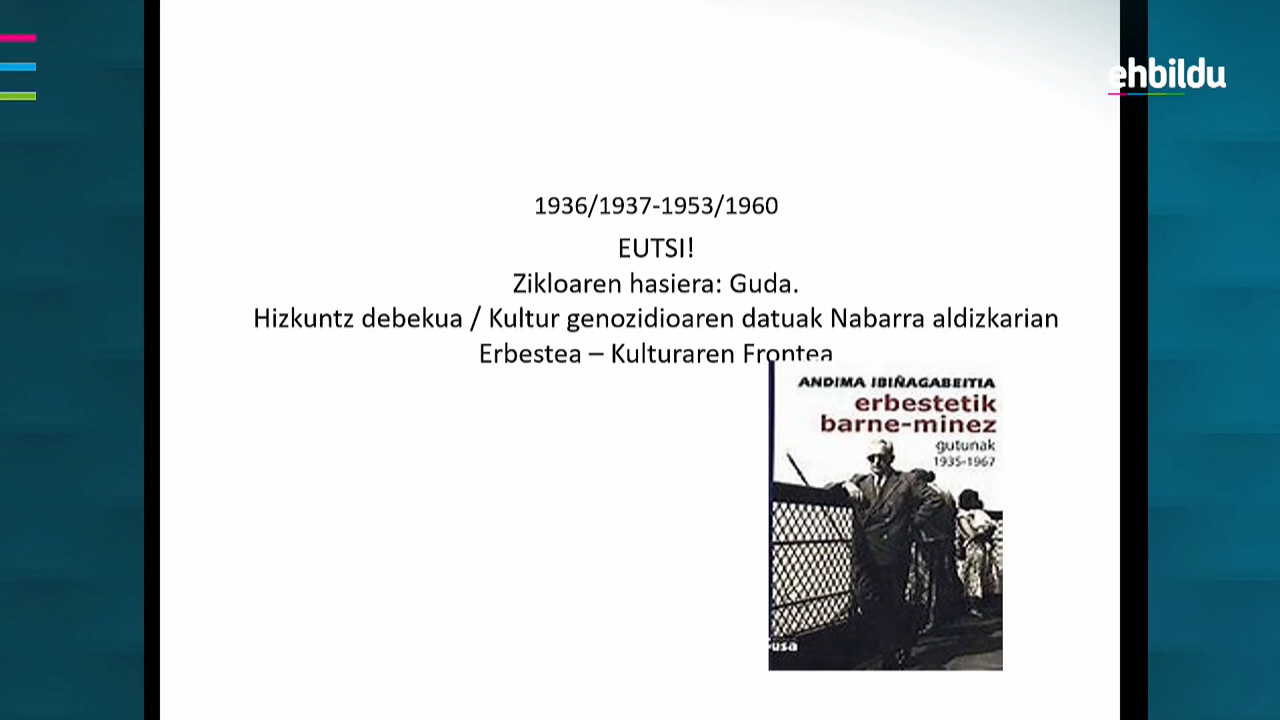 ehbildu
1936/1937-1953/1960
EUTSI!
Zikloaren hasiera: Guda.
Hizkuntz debekua / Kultur genozidioaren datuak Nabarra aldizkarian
Erbestea – Kulturaren Frontea
ANDIMA IBIÑAGABEITIA
erbestetik
barne-minez
gutunak
1935-1967
susa